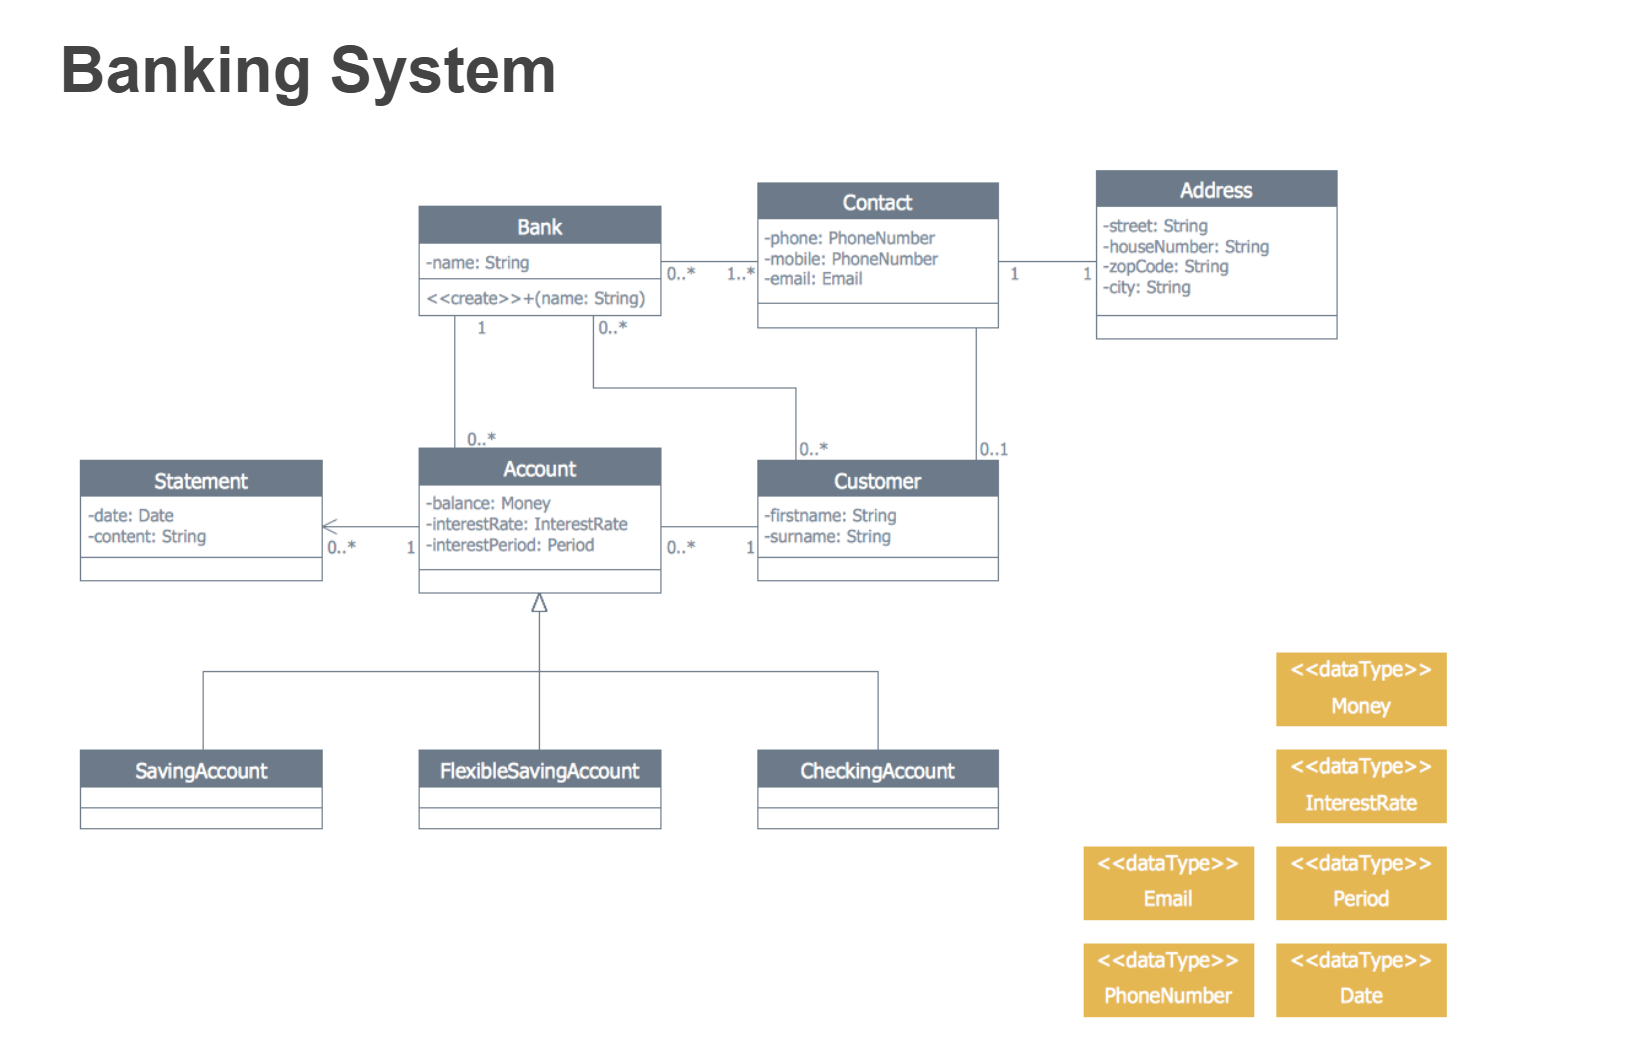 Banking System
Bank
-name: String
<<create>>+(name: String)
Contact
-phone: PhoneNumber
-mobile: PhoneNumber
-email: Email
Address
-street: String
-houseNumber: String
-zopCode: String
-city: String
0..*
1..*
1
1
1
0..*
0..*
0..*
0..1
Statement
-date: Date
-content: String
Account
-balance: Money
-interestRate: InterestRate
-interestPeriod: Period
Customer
-firstname: String
-surname: String
0..*
1
0..*
1
SavingAccount
FlexibleSavingAccount
CheckingAccount
<<dataType>>
Money
<<dataType>>
InterestRate
<<dataType>>
Email
<<dataType>>
Period
<<dataType>>
PhoneNumber
<<dataType>>
Date